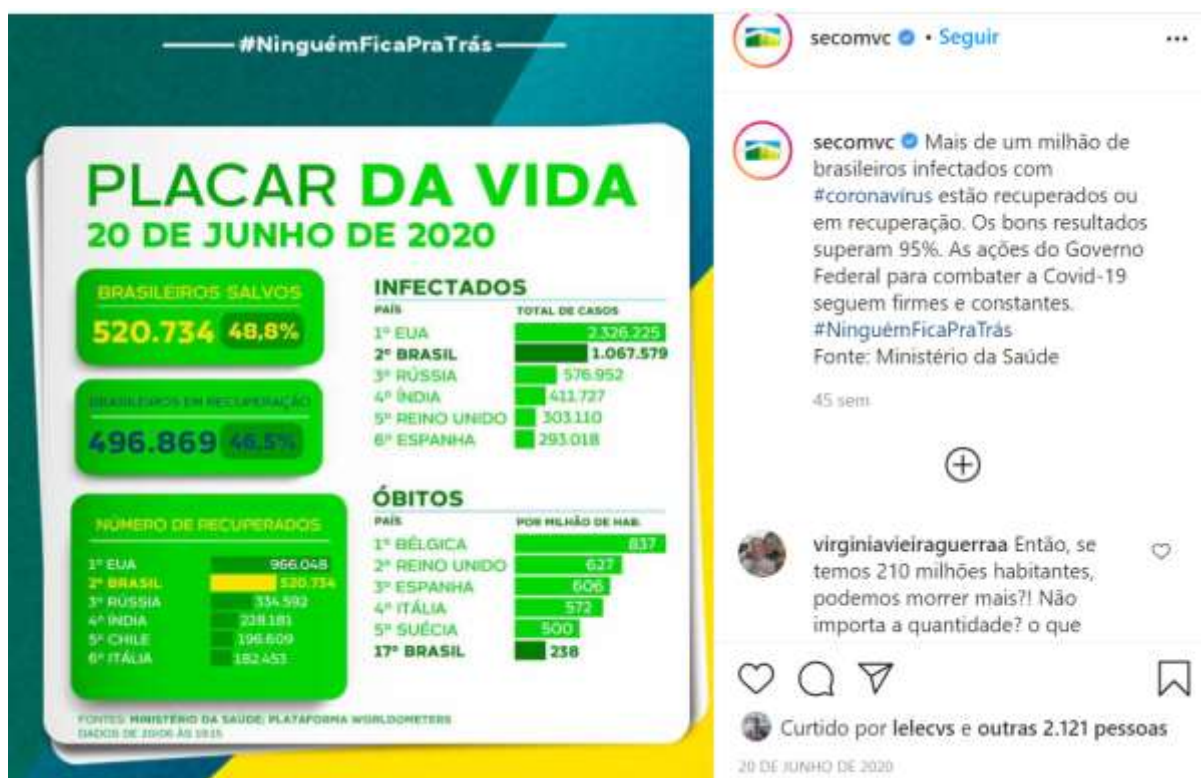 #NinguémFicaPraTrás
PLACAR DA VIDA
20 DE JUNHO DE 2020
BRASILEIROS SALVOS
520.734 48,8%
BRASILEIROS EM RECUPERAÇÃO
496.869 46,5%
NÚMERO DE RECUPERADOS
1º EUA 966.048
2º BRASIL 520.734
3º RÚSSIA 334.592
4º ÍNDIA 228.181
5º CHILE 196.609
6º ITÁLIA 182.453
INFECTADOS
PAÍS TOTAL DE CASOS
1º EUA 2.326.225
2º BRASIL 1.067.579
3º RÚSSIA 576.952
4º ÍNDIA 411.727
5º REINO UNIDO 303.110
6º ESPANHA 293.018
ÓBITOS
PAÍS POR MILHÃO DE HAB.
1º BÉLGICA 837
2º REINO UNIDO 627
3º ESPANHA 606
4º ITÁLIA 572
5º SUÉCIA 500
17º BRASIL 238
FONTES: MINISTÉRIO DA SAÚDE; PLATAFORMA WORLDOMETERS
DADOS DE 20/06 ÀS
secomvc • Seguir
secomvc Mais de um milhão de
brasileiros infectados com
#coronavírus estão recuperados ou
em recuperação. Os bons resultados
superam 95%. As ações do Governo
Federal para combater a Covid-19
seguem firmes e constantes.
#NinguémFicaPraTrás
Fonte: Ministério da Saúde
45 sem
virginiavieiraguerraa Então, se
temos 210 milhões habitantes,
podemos morrer mais?! Não
importa a quantidade? o que
Curtido por lelecvs e outras 2.121 pessoas
20 DE JUNHO DE 2020